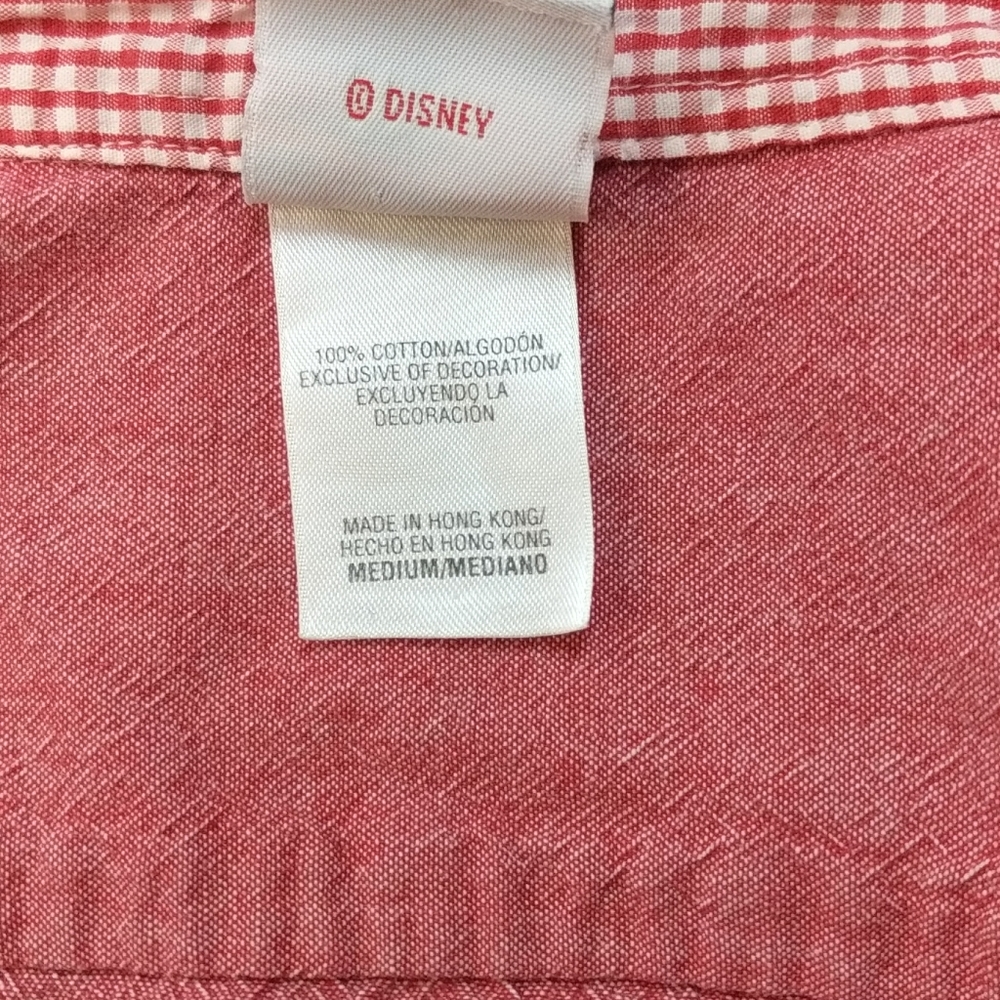 © DISNEY
100% COTTON/ALGODÓN
EXCLUSIVE OF DECORATION/
EXCLUYENDO LA
DECORACIÓN
MADE IN HONG KONG/
HECHO EN HONG KONG
MEDIUM/MEDIANO